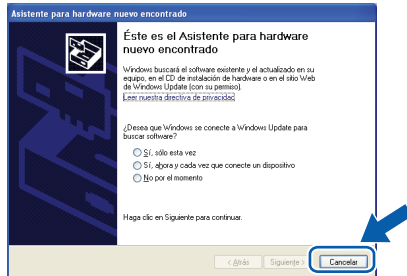 Asistente para hardware nuevo encontrado
Éste es el Asistente para hardware
nuevo encontrado
Windows buscará el software existente y el actualizado en su
equipo, en el CD de instalación de hardware o en el sitio Web
de Windows Update (con su permiso).
Leer nuestra directiva de privacidad
¿Desea que Windows se conecte a Windows Update para
buscar software?
Sí, sólo esta vez
Sí, ahora y cada vez que conecte un dispositivo
No por el momento
Haga clic en Siguiente para continuar.
< Atrás Siguiente > Cancelar